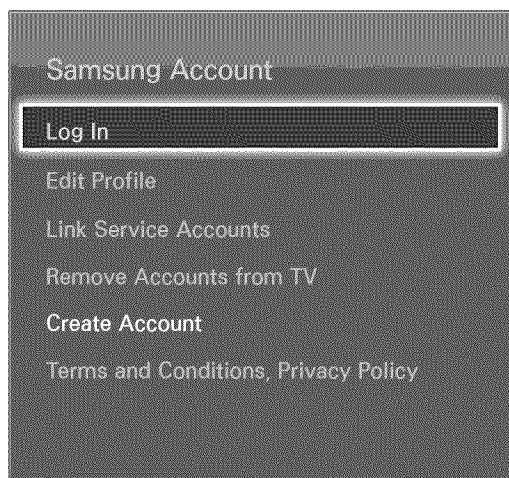 Samsung Account
Log In
Edit Profile
Link Service Accounts
Remove Accounts from TV
Create Account
Terms and Conditions, Privacy Policy